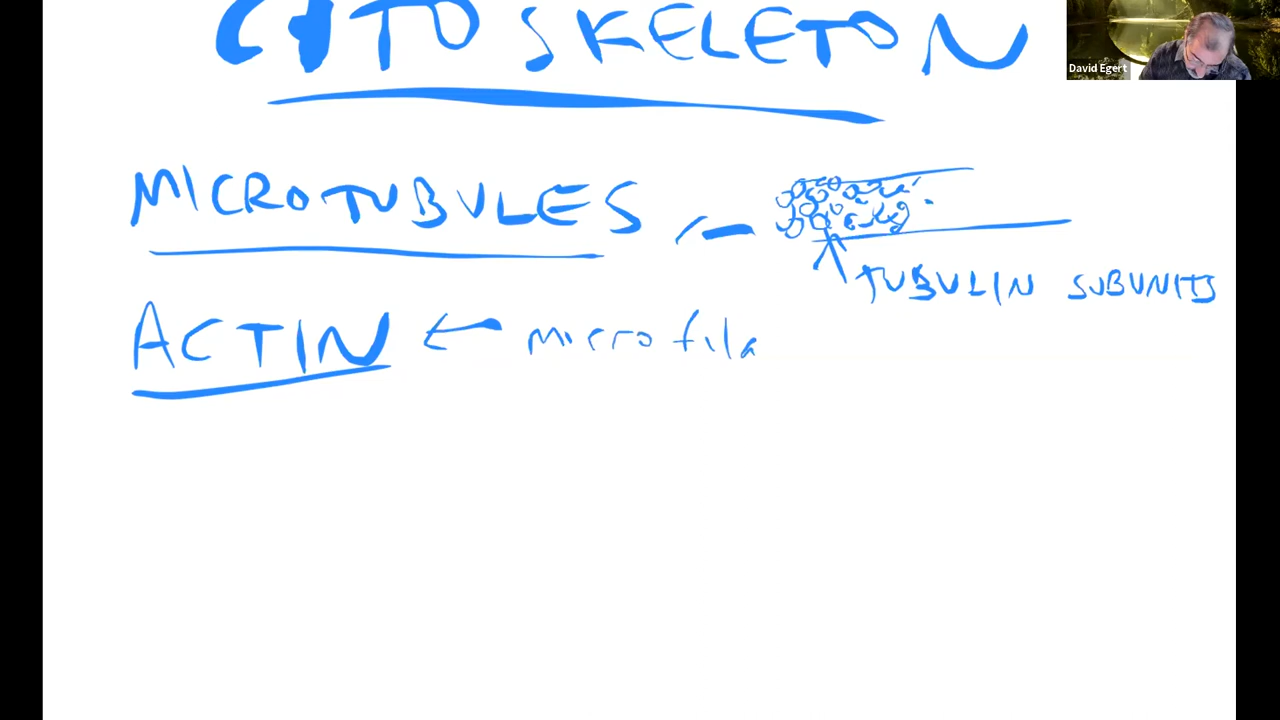 CYTOSKELETON
David Egert
MICROTUBULES
TUBULIN SUBUNITS
ACTIN ← microfila